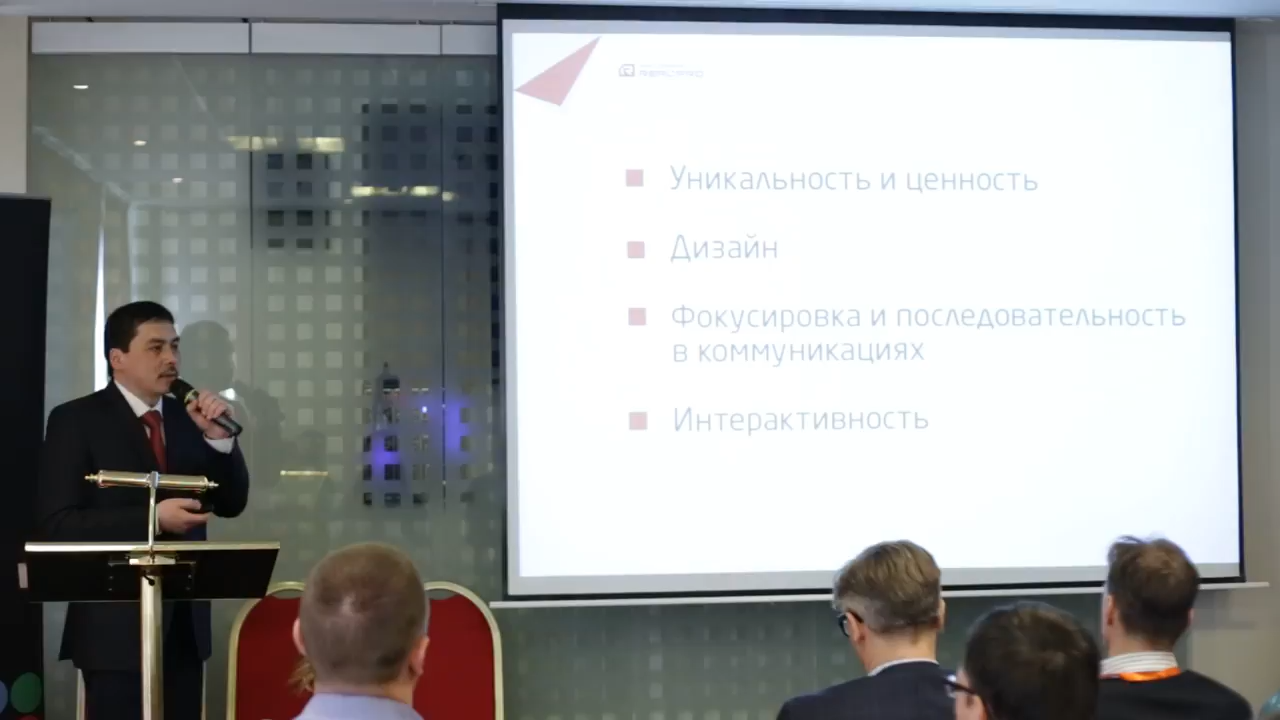 Уникальность и ценность
Дизайн
Фокусировка и последовательность
в коммуникациях
Интерактивность